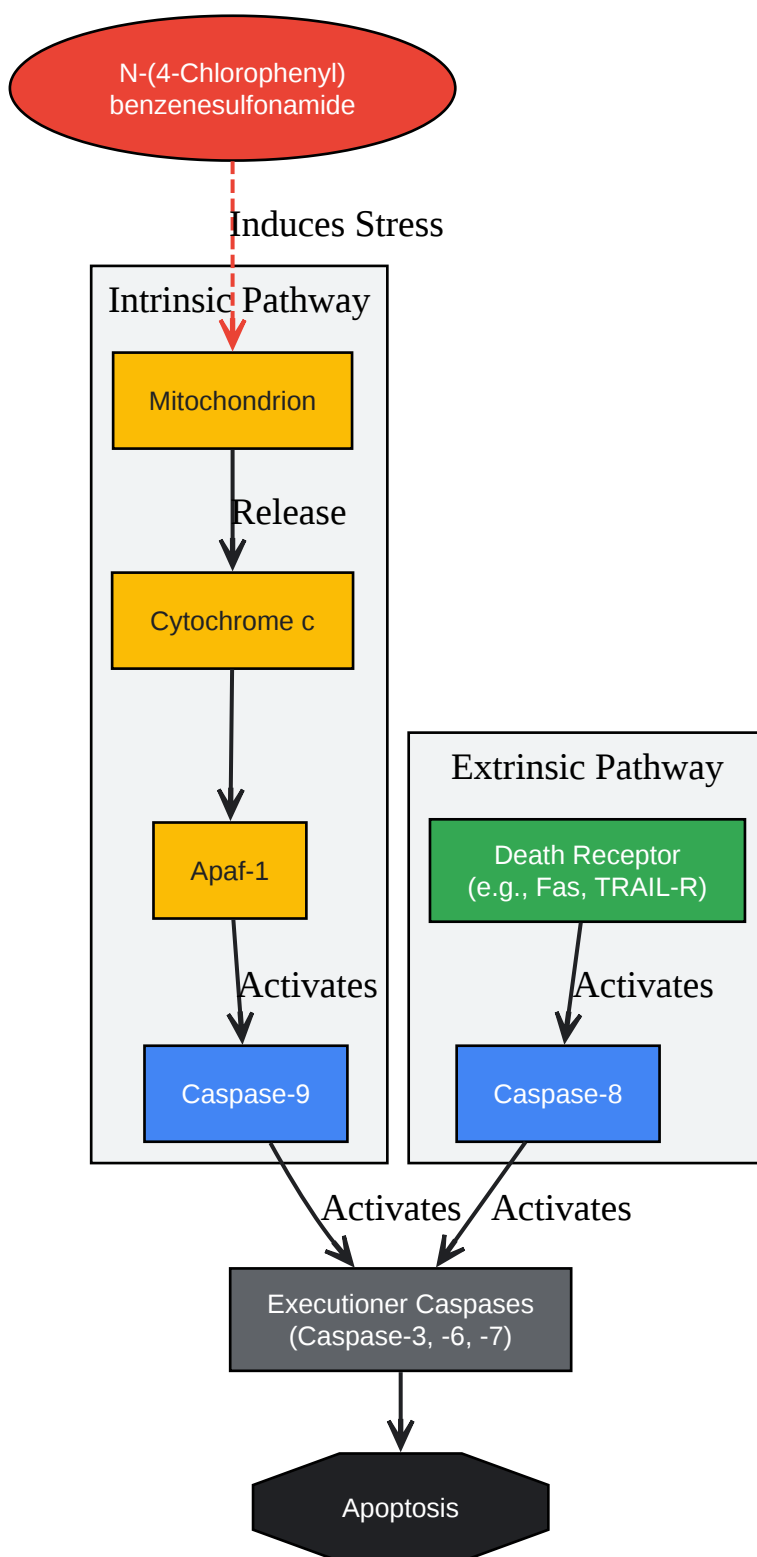 N-(4-Chlorophenyl)
benzenesulfonamide
Induces Stress
Intrinsic Pathway
Mitochondrion
Release
Cytochrome c
Apaf-1
Activates
Caspase-9
Extrinsic Pathway
Death Receptor
(e.g., Fas, TRAIL-R)
Activates
Caspase-8
Activates
Activates
Executioner Caspases
(Caspase-3, -6, -7)
Apoptosis